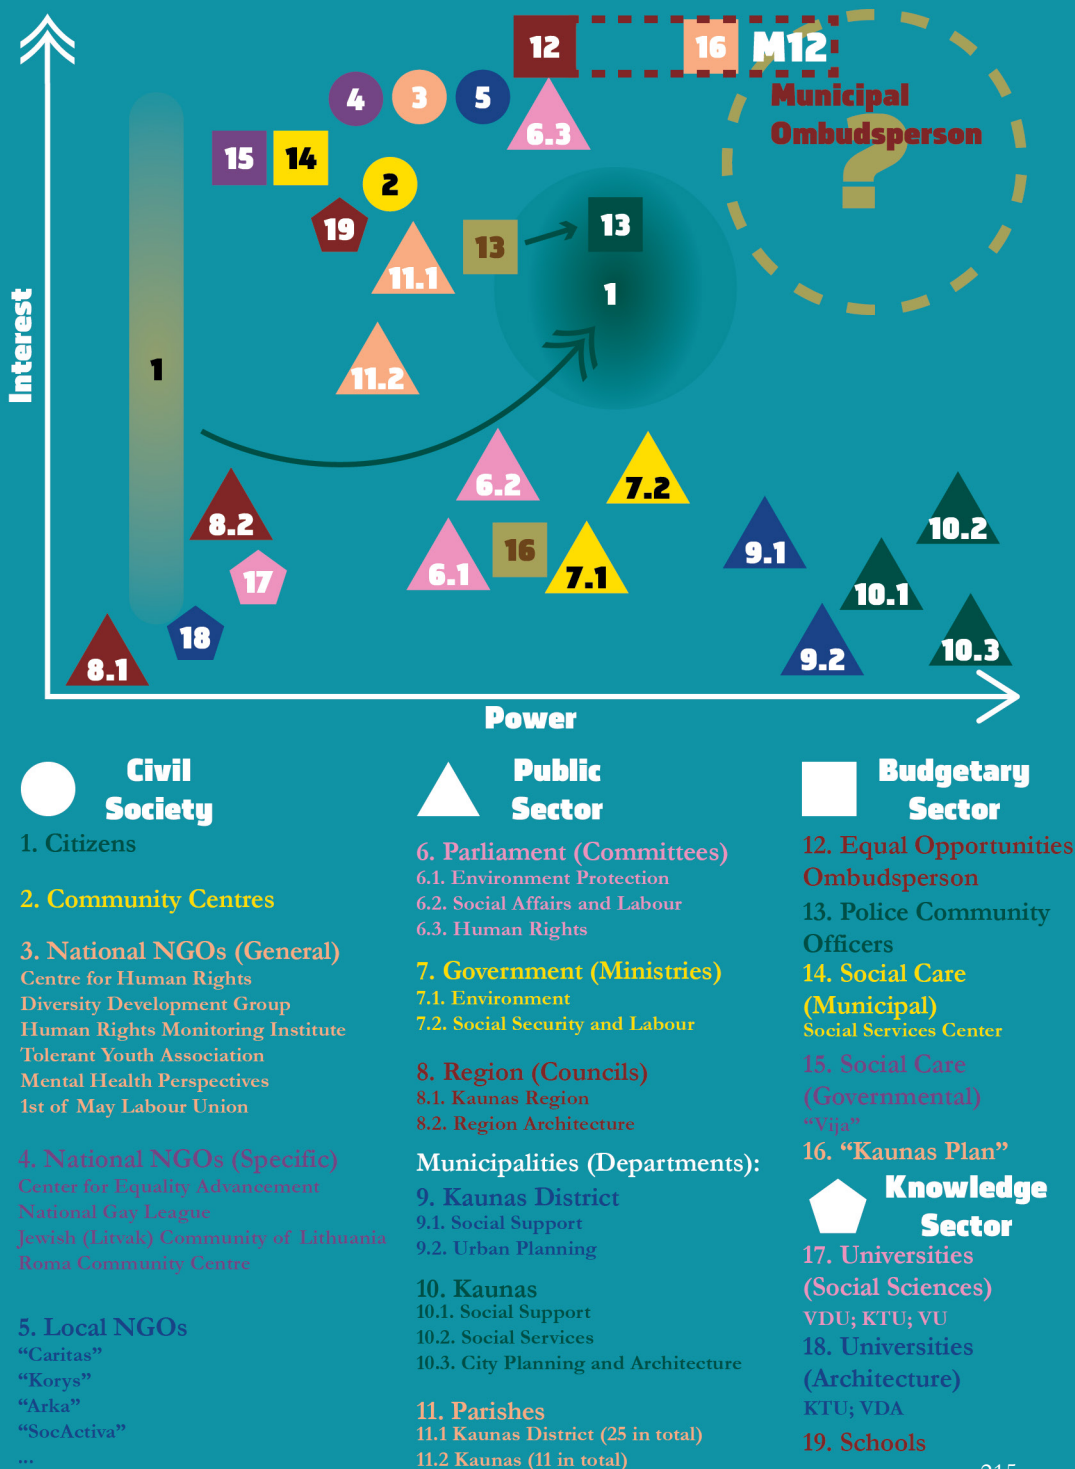 12
16
M12
4
3
5
6.3
Municipal
Ombudsperson
?
15
14
2
19
13
13
11.1
1
Interest
1
11.2
6.2
7.2
8.2
9.1
10.2
6.1
16
7.1
17
10.1
18
8.1
9.2
10.3
Power
Civil
Society
1. Citizens
2. Community Centres
3. National NGOs (General)
Centre for Human Rights
Diversity Development Group
Human Rights Monitoring Institute
Tolerant Youth Association
Mental Health Perspectives
1st of May Labour Union
4. National NGOs (Specific)
Center for Equality Advancement
National Gay League
Jewish (Litvak) Community of Lithuania
Roma Community Centre
5. Local NGOs
“Caritas”
“Korys”
“Arka”
“SocActiva”
...
Public
Sector
6. Parliament (Committees)
6.1. Environment Protection
6.2. Social Affairs and Labour
6.3. Human Rights
7. Government (Ministries)
7.1. Environment
7.2. Social Security and Labour
8. Region (Councils)
8.1. Kaunas Region
8.2. Region Architecture
Municipalities (Departments):
9. Kaunas District
9.1. Social Support
9.2. Urban Planning
10. Kaunas
10.1. Social Support
10.2. Social Services
10.3. City Planning and Architecture
11. Parishes
11.1 Kaunas District (25 in total)
11.2 Kaunas (11 in total)
Budgetary
Sector
12. Equal Opportunities
Ombudsperson
13. Police Community
Officers
14. Social Care
(Municipal)
Social Services Center
15. Social Care
(Governmental)
“Vija”
16. “Kaunas Plan”
Knowledge
Sector
17. Universities
(Social Sciences)
VDU; KTU; VU
18. Universities
(Architecture)
KTU; VDA
19. Schools